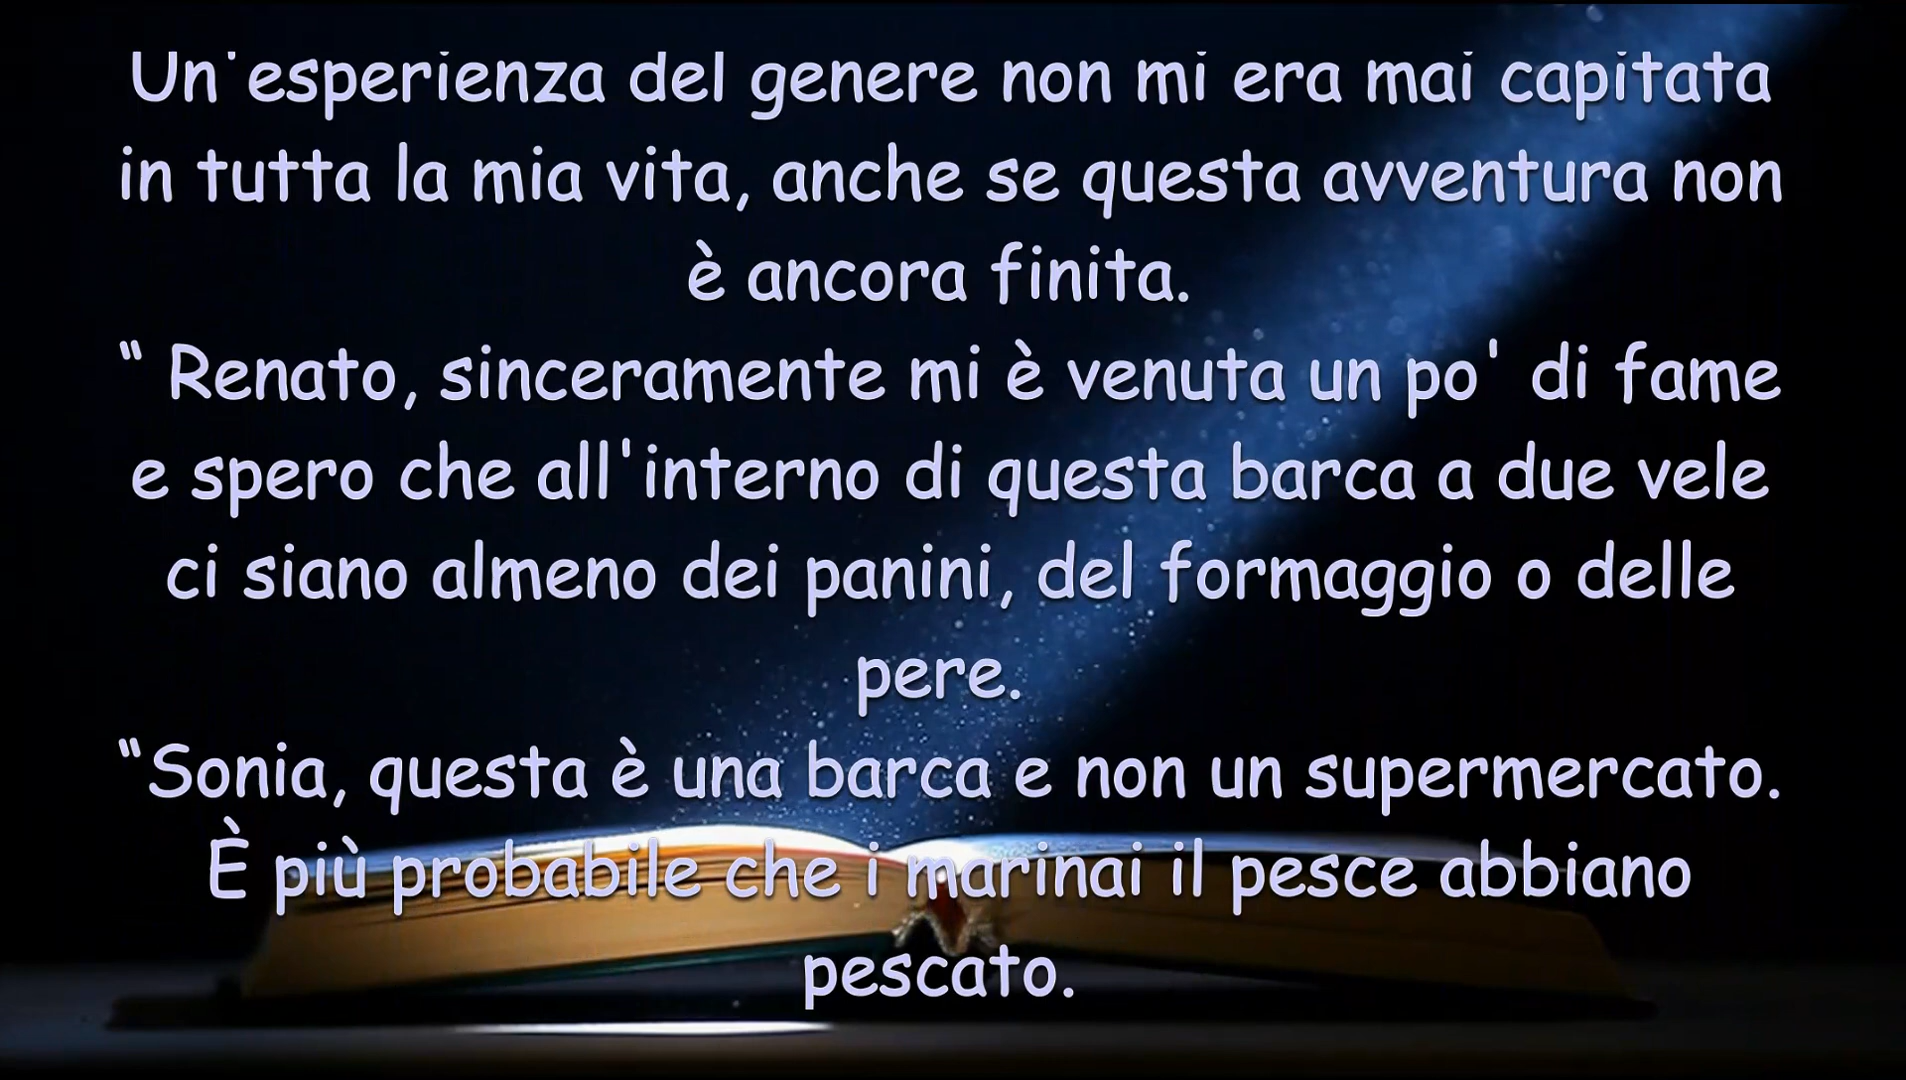 Un'esperienza del genere non mi era mai capitata
in tutta la mia vita, anche se questa avventura non
è ancora finita.
“ Renato, sinceramente mi è venuta un po' di fame
e spero che all'interno di questa barca a due vele
ci siano almeno dei panini, del formaggio o delle
pere.
“Sonia, questa è una barca e non un supermercato.
È più probabile che i marinai il pesce abbiano
pescato.